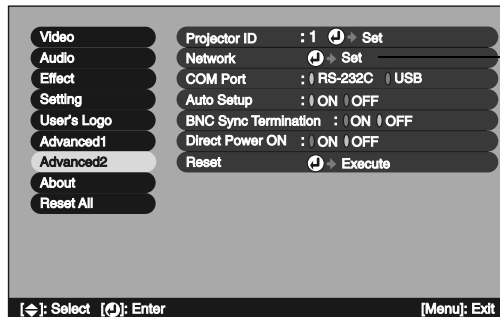 Video
Audio
Effect
Setting
User's Logo
Advanced1
Advanced2
About
Reset All
Projector ID : 1 Set
Network Set
COM Port : RS-232C USB
Auto Setup : ON OFF
BNC Sync Termination : ON OFF
Direct Power ON : ON OFF
Reset Execute
[ ]: Select [ ]: Enter [Menu]: Exit